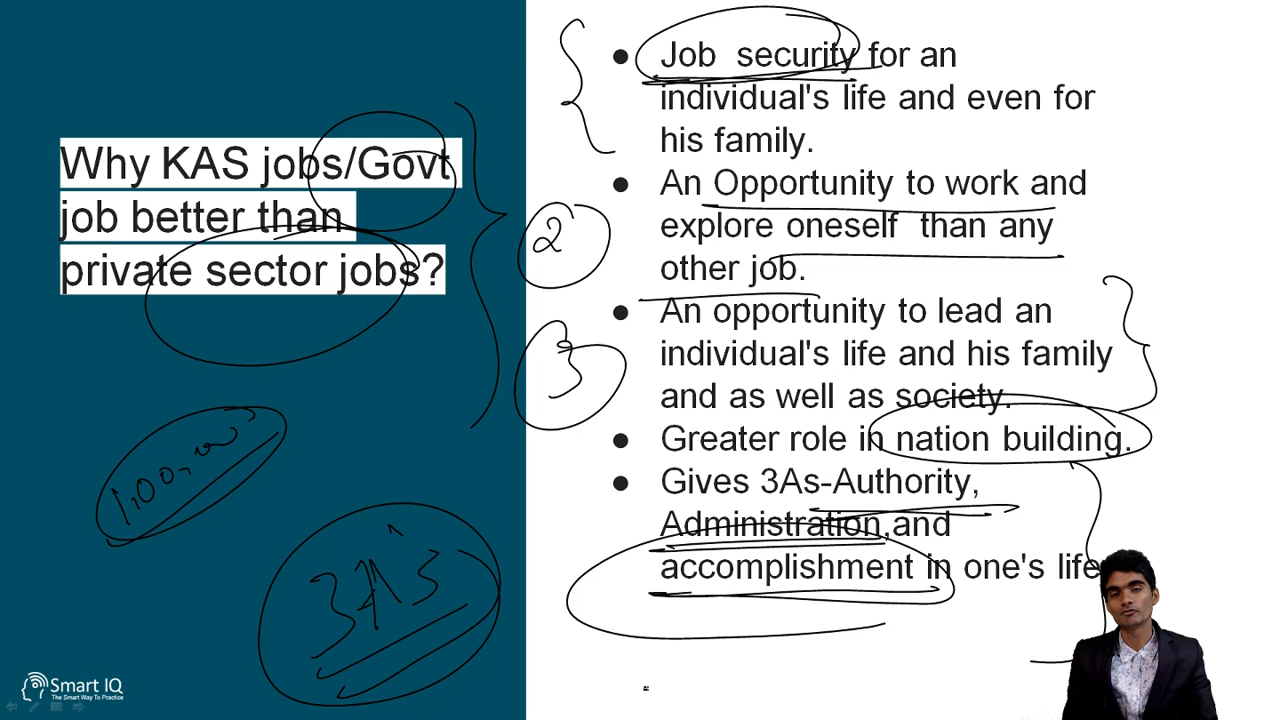 Why KAS jobs/Govt
job better than
private sector jobs?
● Job security for an
individual's life and even for
his family.
● An Opportunity to work and
explore oneself than any
other job.
● An opportunity to lead an
individual's life and his family
and as well as society.
● Greater role in nation building.
● Gives 3As-Authority,
Administration,and
accomplishment in one's life
2
3
3A's
Smart IQ
The Smart Way To Practice